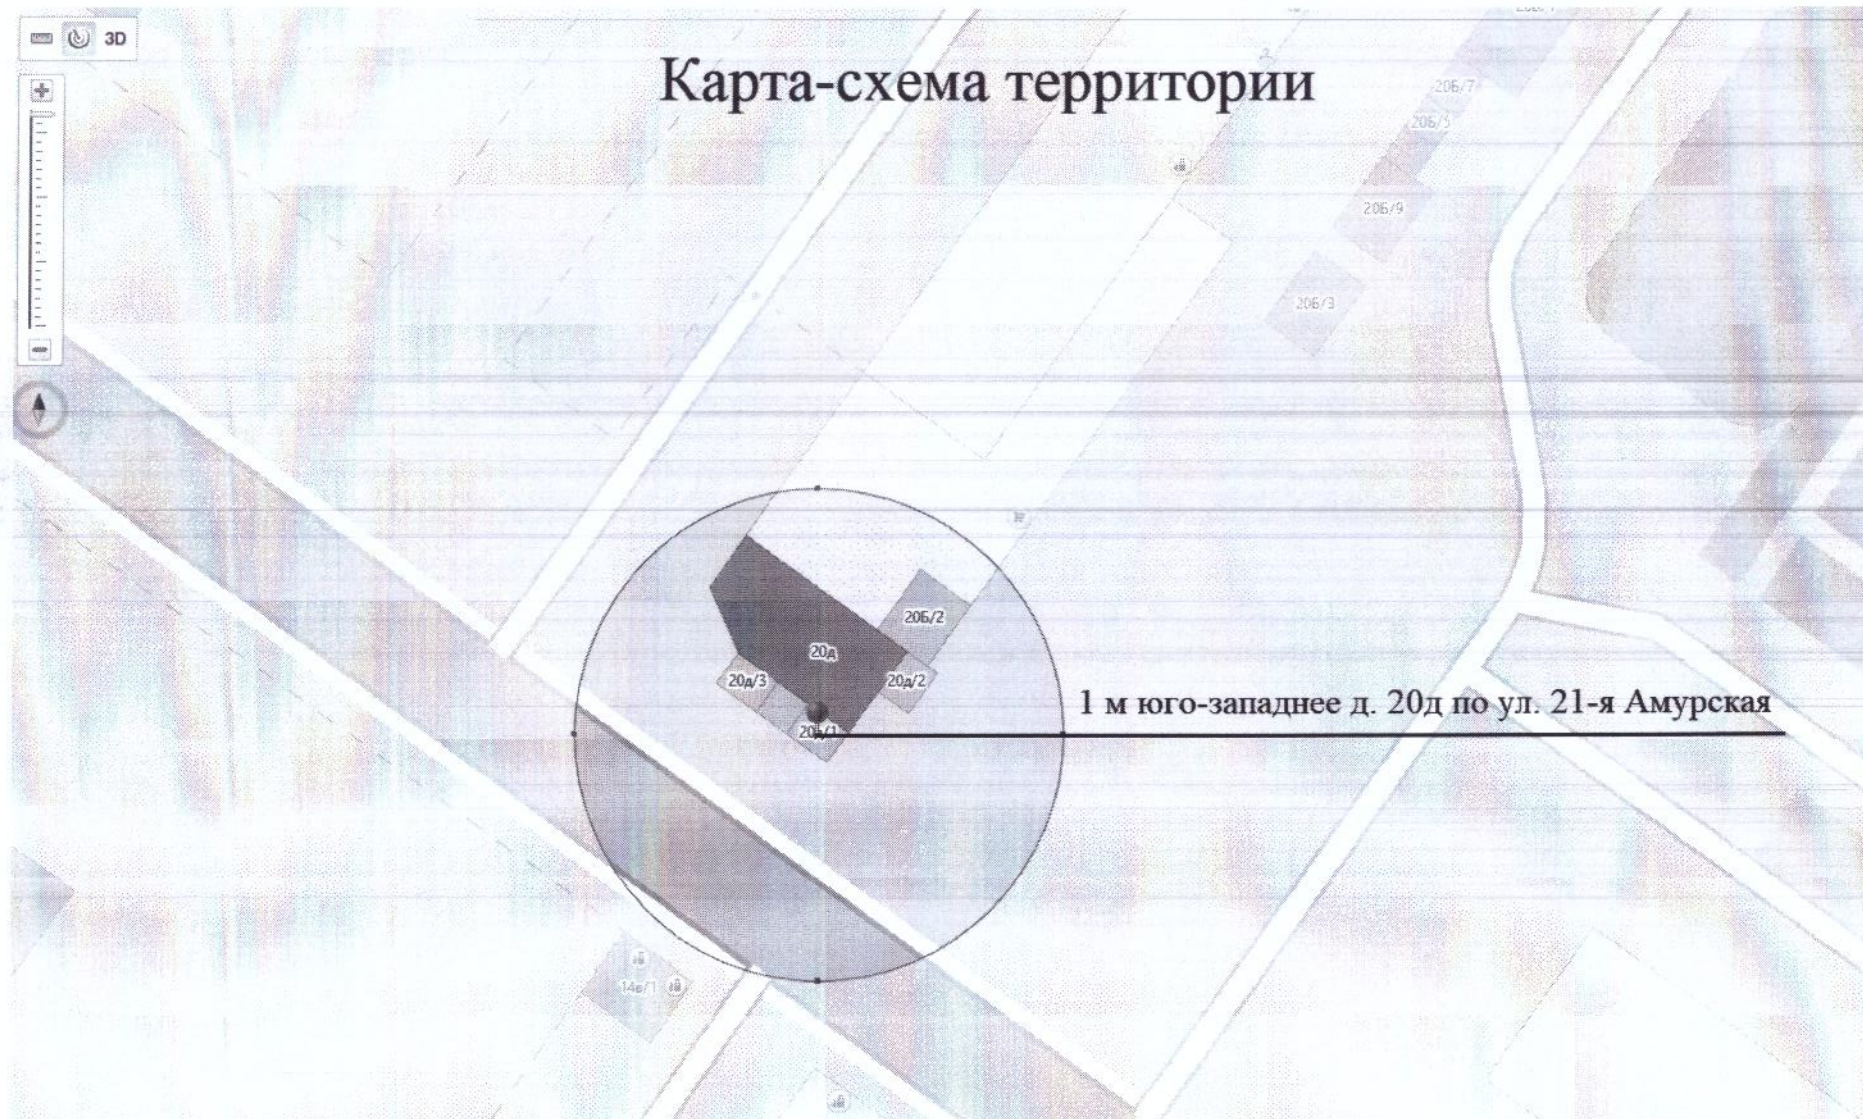 3D
Карта-схема территории
20Б/7
20Б/5
20Б/9
20Б/3
20Б/2
20д
20д/3
20д/2
1 м юго-западнее д. 20д по ул. 21-я Амурская
20д/1
14в/1